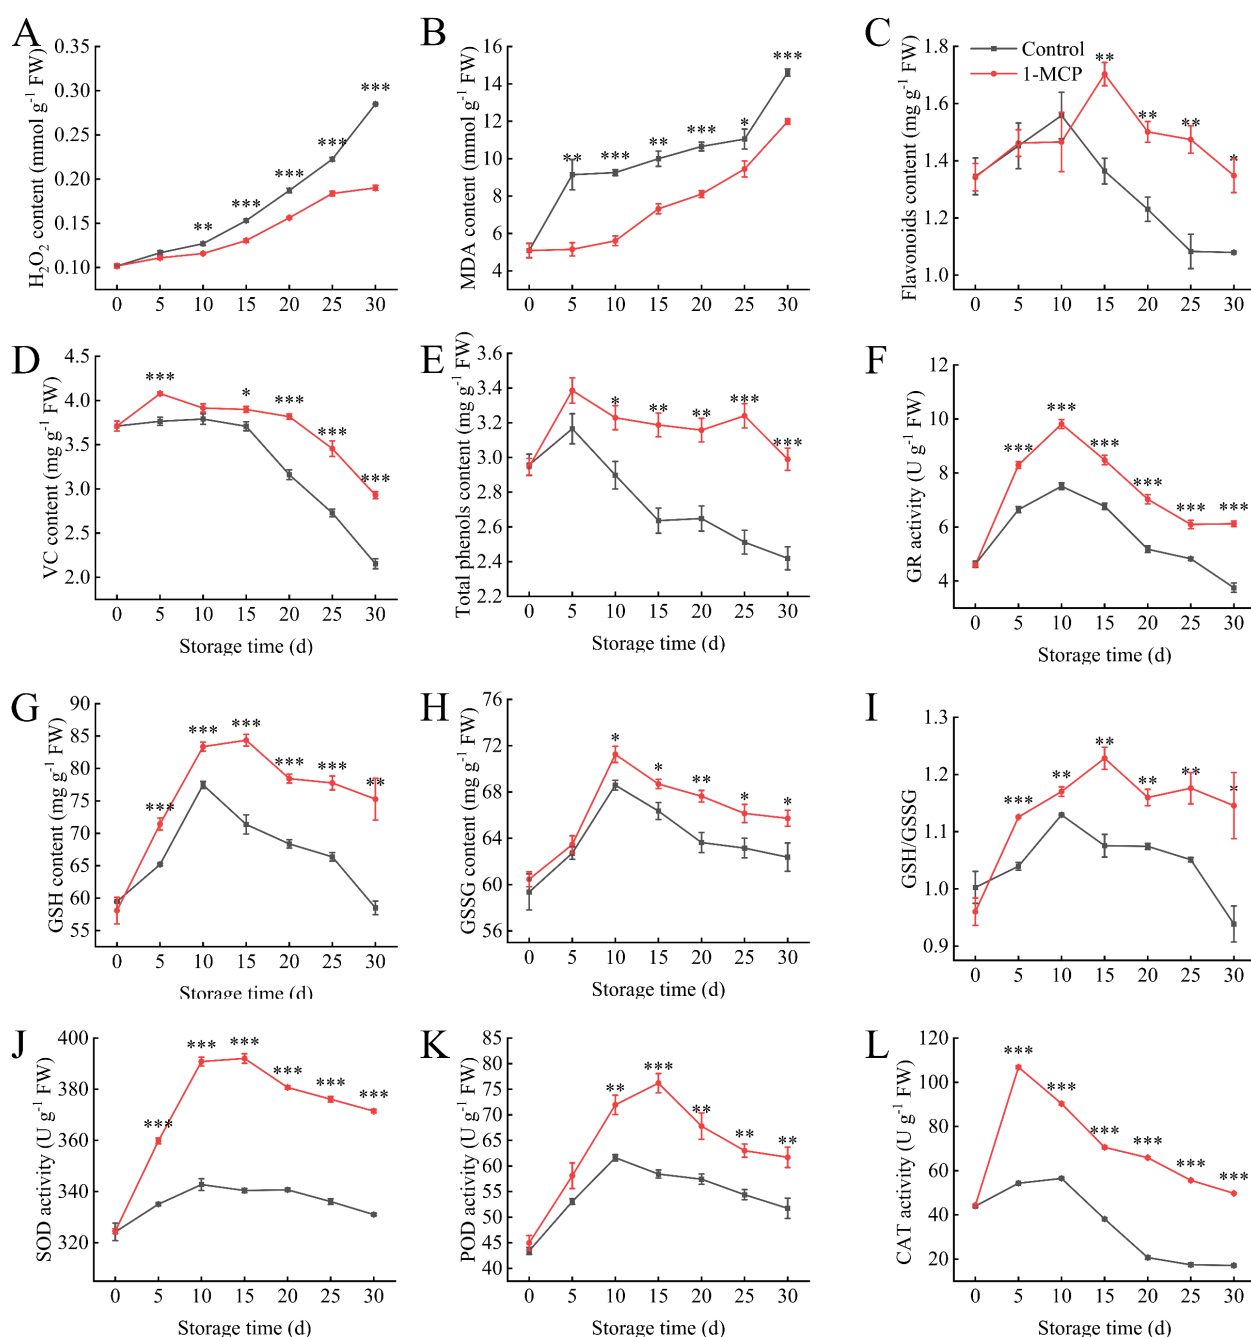 A
H₂O₂ content (mmol g⁻¹ FW)
0.35
0.30
0.25
0.20
0.15
0.10
** *** *** *** ***
0 5 10 15 20 25 30
B
MDA content (mmol g⁻¹ FW)
16
14
12
10
8
6
4
** *** ** *** * ***
0 5 10 15 20 25 30
C
Flavonoids content (mg g⁻¹ FW)
1.8
1.6
1.4
1.2
1.0
Control
1-MCP
** ** ** *
0 5 10 15 20 25 30
D
VC content (mg g⁻¹ FW)
4.5
4.0
3.5
3.0
2.5
2.0
*** * *** *** ***
0 5 10 15 20 25 30
Storage time (d)
E
Total phenols content (mg g⁻¹ FW)
3.6
3.4
3.2
3.0
2.8
2.6
2.4
2.2
* ** ** *** ***
0 5 10 15 20 25 30
Storage time (d)
F
GR activity (U g⁻¹ FW)
12
10
8
6
4
*** *** *** *** *** ***
0 5 10 15 20 25 30
Storage time (d)
G
GSH content (mg g⁻¹ FW)
90
85
80
75
70
65
60
55
*** *** *** *** *** **
0 5 10 15 20 25 30
Storage time (d)
H
GSSG content (mg g⁻¹ FW)
76
72
68
64
60
56
* * ** * *
0 5 10 15 20 25 30
Storage time (d)
I
GSH/GSSG
1.3
1.2
1.1
1.0
0.9
*** ** ** ** ** *
0 5 10 15 20 25 30
Storage time (d)
J
SOD activity (U g⁻¹ FW)
400
380
360
340
320
*** *** *** *** *** ***
0 5 10 15 20 25 30
Storage time (d)
K
POD activity (U g⁻¹ FW)
85
80
75
70
65
60
55
50
45
40
** *** ** ** **
0 5 10 15 20 25 30
Storage time (d)
L
CAT activity (U g⁻¹ FW)
120
100
80
60
40
20
*** *** *** *** *** ***
0 5 10 15 20 25 30
Storage time (d)